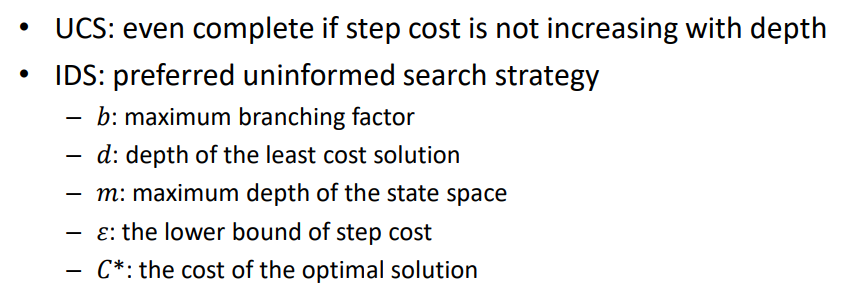 • UCS: even complete if step cost is not increasing with depth
• IDS: preferred uninformed search strategy
– b: maximum branching factor
– d: depth of the least cost solution
– m: maximum depth of the state space
– ε: the lower bound of step cost
– C*: the cost of the optimal solution